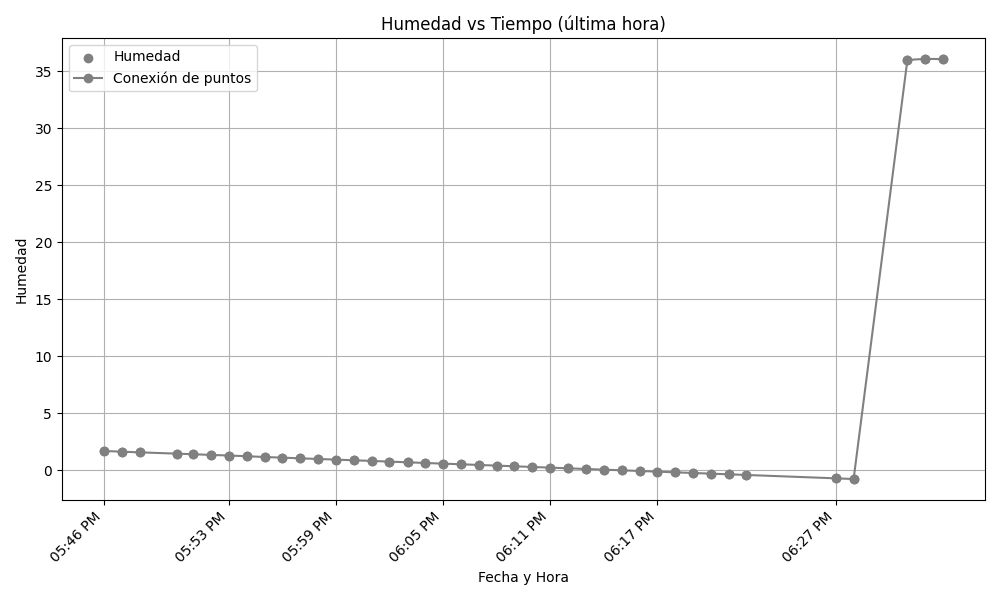 Humedad vs Tiempo (última hora)
Humedad
Conexión de puntos
35
30
25
20
15
10
5
0
Humedad
05:46 PM
05:53 PM
05:59 PM
06:05 PM
06:11 PM
06:17 PM
06:27 PM
Fecha y Hora